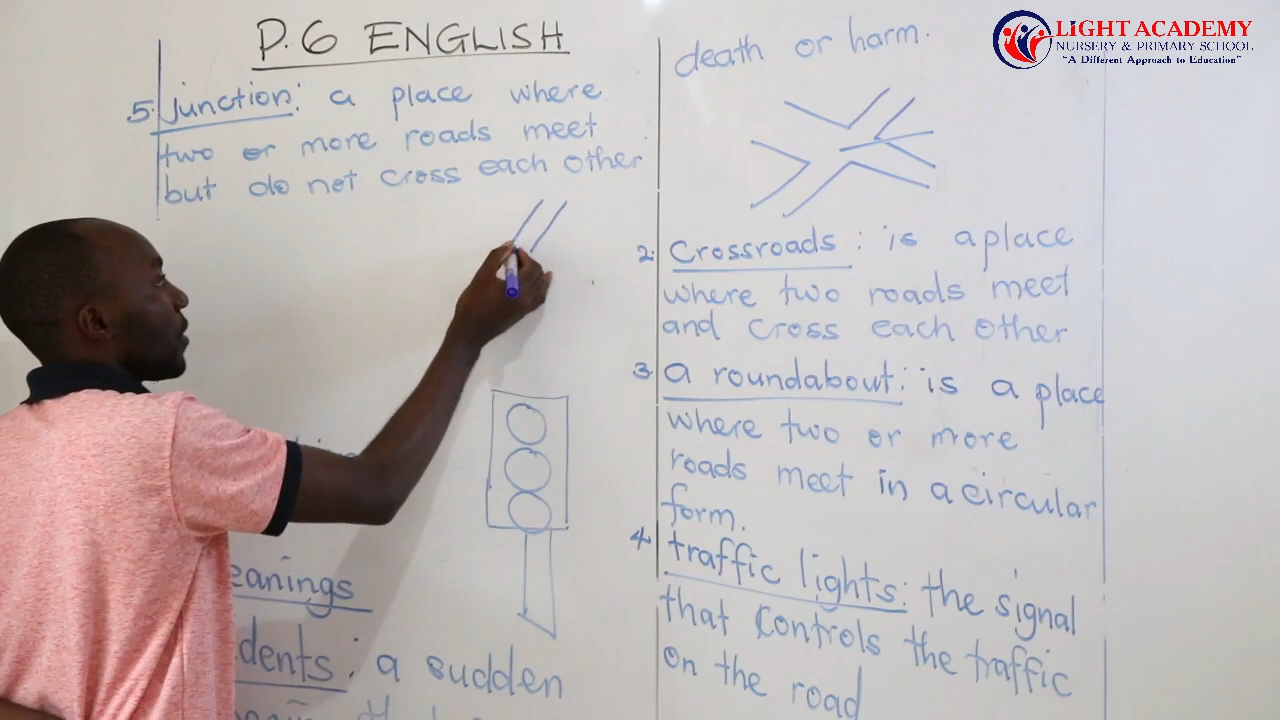 P.6 ENGLISH
5. Junction: a place where
two or more roads meet
but do not cross each other
eanings
dents: a sudden
death or harm.
2. Crossroads: is a place
where two roads meet
and cross each other
3. a roundabout: is a place
where two or more
roads meet in a circular
form.
4. traffic lights: the signal
that controls the traffic
on the road
LIGHT ACADEMY
NURSERY & PRIMARY SCHOOL
"A Different Approach to Education"